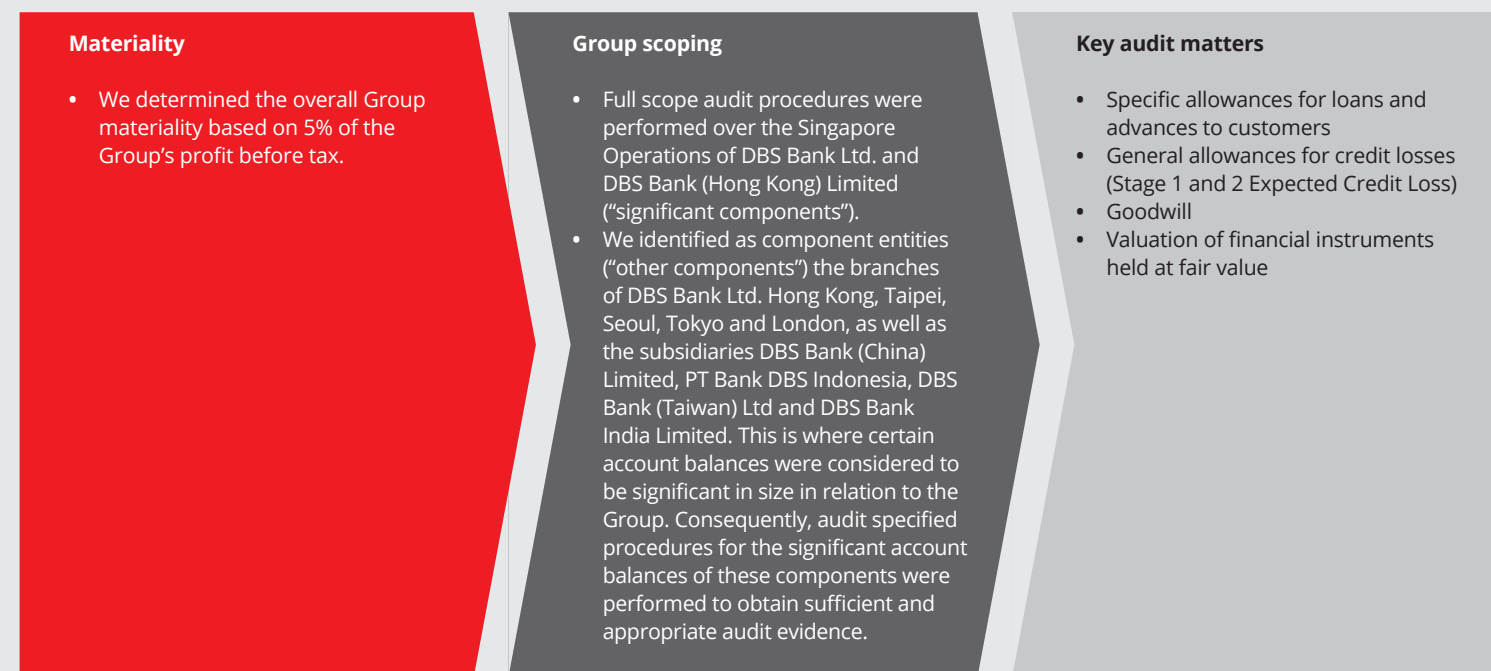 Materiality
• We determined the overall Group
materiality based on 5% of the
Group’s profit before tax.
Group scoping
• Full scope audit procedures were
performed over the Singapore
Operations of DBS Bank Ltd. and
DBS Bank (Hong Kong) Limited
(“significant components”).
• We identified as component entities
(“other components”) the branches
of DBS Bank Ltd. Hong Kong, Taipei,
Seoul, Tokyo and London, as well as
the subsidiaries DBS Bank (China)
Limited, PT Bank DBS Indonesia, DBS
Bank (Taiwan) Ltd and DBS Bank
India Limited. This is where certain
account balances were considered to
be significant in size in relation to the
Group. Consequently, audit specified
procedures for the significant account
balances of these components were
performed to obtain sufficient and
appropriate audit evidence.
Key audit matters
• Specific allowances for loans and
advances to customers
• General allowances for credit losses
(Stage 1 and 2 Expected Credit Loss)
• Goodwill
• Valuation of financial instruments
held at fair value